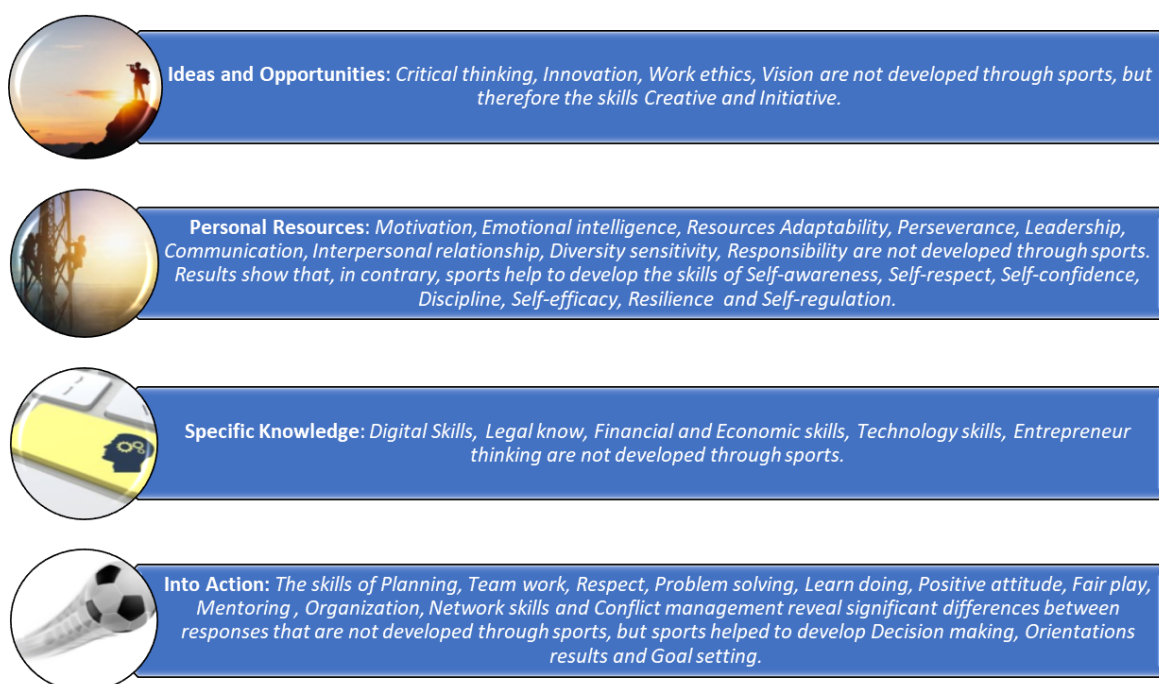 Ideas and Opportunities: Critical thinking, Innovation, Work ethics, Vision are not developed through sports, but
therefore the skills Creative and Initiative.
Personal Resources: Motivation, Emotional intelligence, Resources Adaptability, Perseverance, Leadership,
Communication, Interpersonal relationship, Diversity sensitivity, Responsibility are not developed through sports.
Results show that, in contrary, sports help to develop the skills of Self-awareness, Self-respect, Self-confidence,
Discipline, Self-efficacy, Resilience and Self-regulation.
Specific Knowledge: Digital Skills, Legal know, Financial and Economic skills, Technology skills, Entrepreneur
thinking are not developed through sports.
Into Action: The skills of Planning, Team work, Respect, Problem solving, Learn doing, Positive attitude, Fair play,
Mentoring , Organization, Network skills and Conflict management reveal significant differences between
responses that are not developed through sports, but sports helped to develop Decision making, Orientations
results and Goal setting.